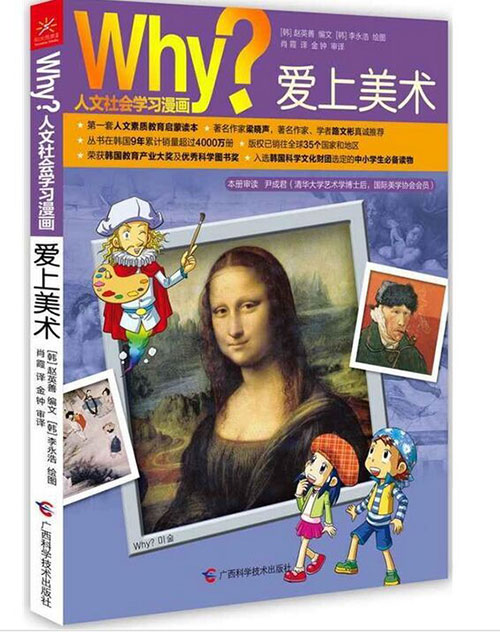 Why?
人文社会学习漫画
爱上美术
[韩] 赵英善 编文 [韩] 李永浩 绘图
肖霞 译 金钟 审译
广西科学技术出版社
[韩] 赵英善 编文 [韩] 李永浩 绘图
肖霞 译 金钟 审译
Why?
人文社会学习漫画
爱上美术
★ 第一套人文素质教育启蒙读本 ★ 著名作家梁晓声,著名作家、学者路文彬真诚推荐
★ 丛书在韩国9年累计销量超过4000万册 ★ 版权已销往全球35个国家和地区
★ 荣获韩国教育产业大奖及优秀科学图书奖 ★ 入选韩国科学文化财团选定的中小学生必备读物
本册审读 尹成君(清华大学艺术学博士后,国际美学协会会员)
Why? 미술
广西科学技术出版社